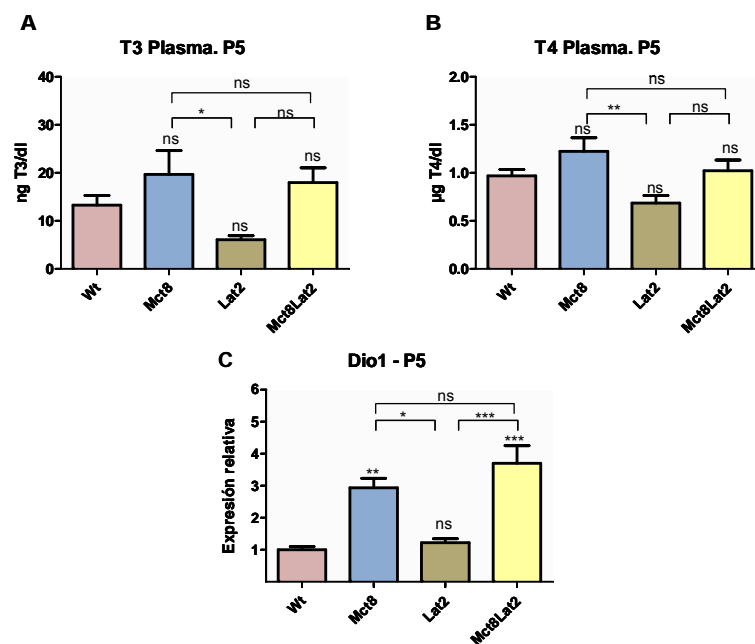 A
T3 Plasma. P5
ng T3/dl
40
30
20
10
0
ns
*
ns
ns
ns
ns
Wt
Mct8
Lat2
Mct8Lat2
B
T4 Plasma. P5
µg T4/dl
2.0
1.5
1.0
0.5
0.0
ns
**
ns
ns
ns
ns
Wt
Mct8
Lat2
Mct8Lat2
C
Dio1 - P5
Expresión relativa
6
5
4
3
2
1
ns
*
***
***
**
ns
Wt
Mct8
Lat2
Mct8Lat2